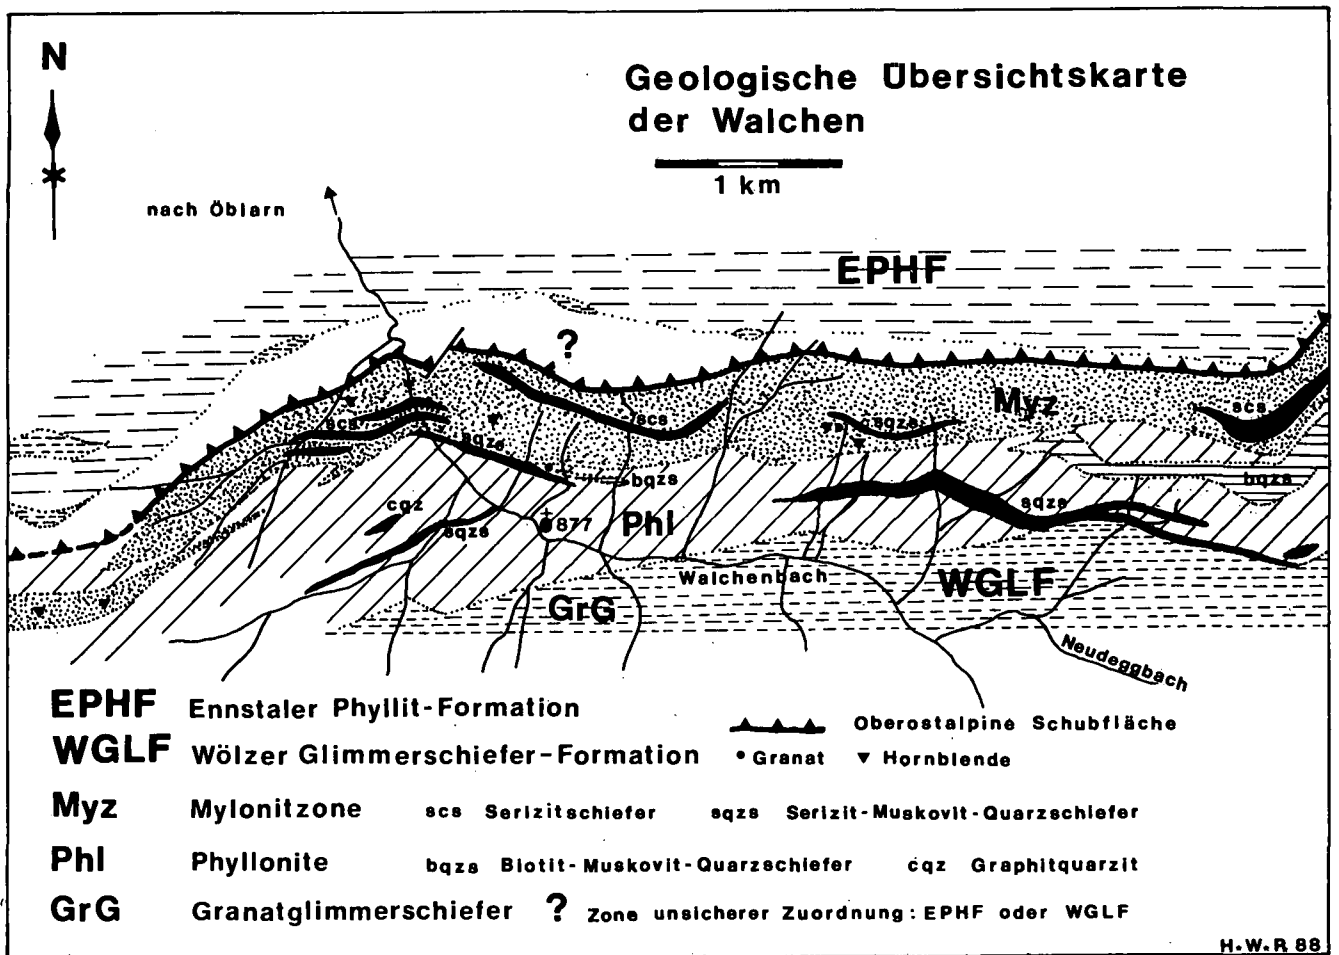 N
Geologische Übersichtskarte
der Walchen
1 km
nach Öblarn
EPHF
?
Myz
scs
scs
scs
sqzs
sqzs
bqzs
bqzs
cqz
sqzs
877
Phl
sqzs
Walchenbach
WGLF
GrG
Neudeggbach
EPHF Ennstaler Phyllit-Formation
Oberostalpine Schubfläche
WGLF Wölzer Glimmerschiefer-Formation • Granat ▼ Hornblende
Myz Mylonitzone scs Serizitschiefer sqzs Serizit-Muskovit-Quarzschiefer
Phl Phyllonite bqzs Biotit-Muskovit-Quarzschiefer cqz Graphitquarzit
GrG Granatglimmerschiefer ? Zone unsicherer Zuordnung: EPHF oder WGLF
H.W.R 88